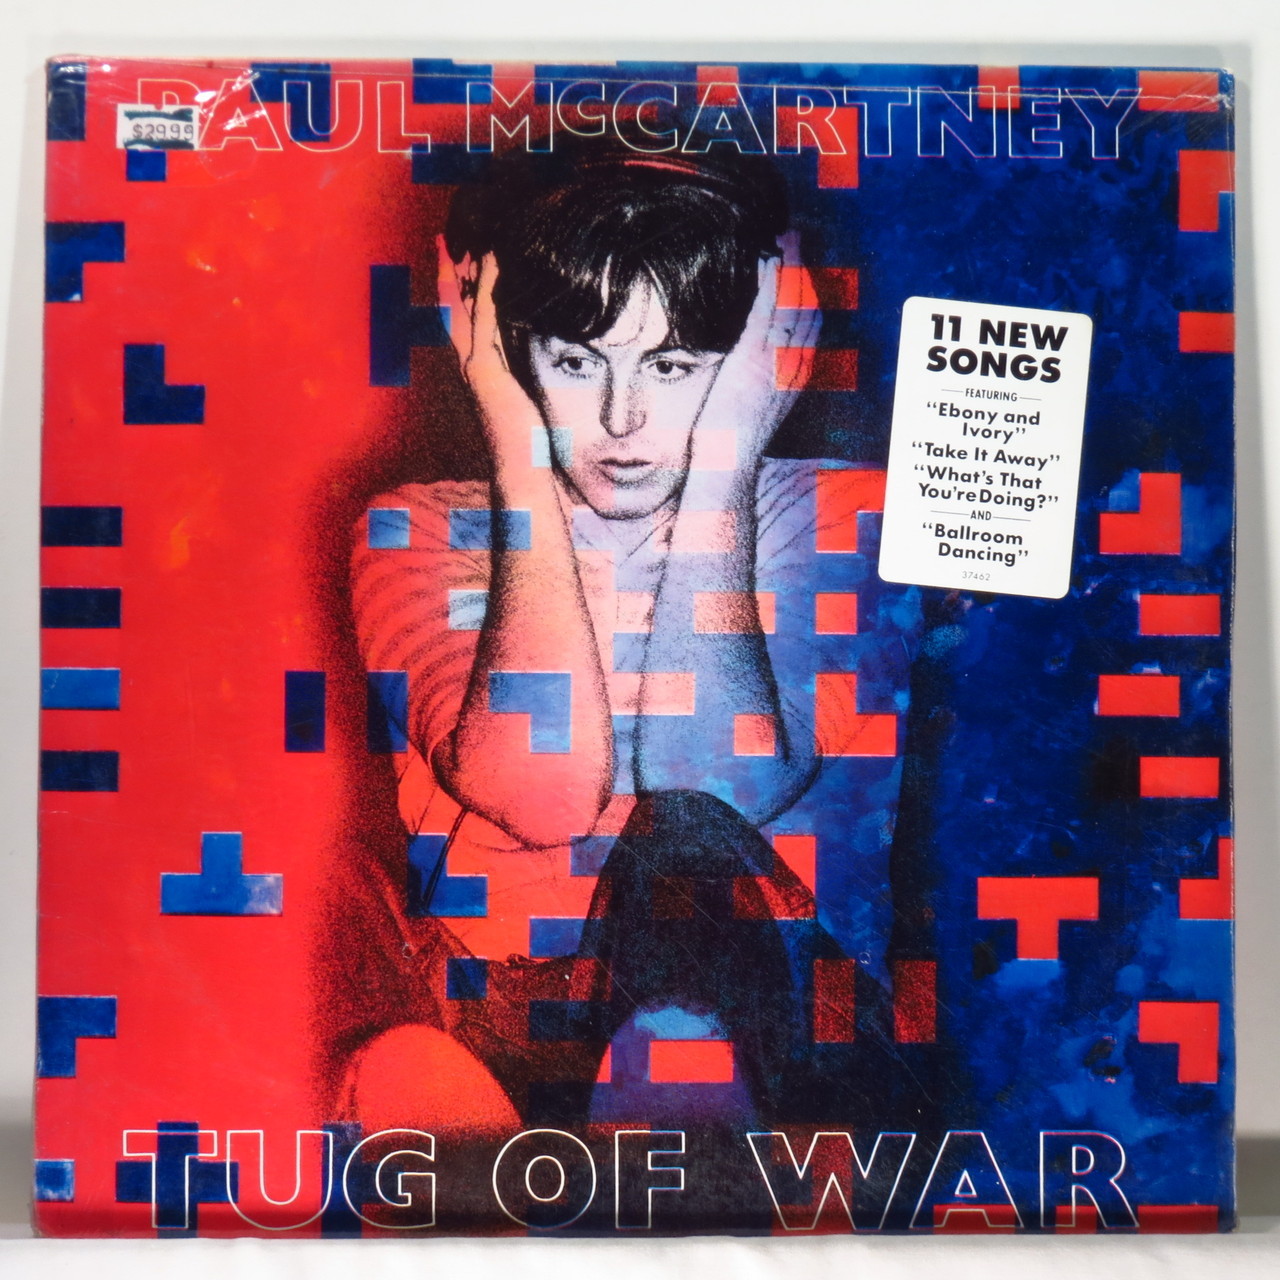 PAUL McCARTNEY
$29.99
11 NEW
SONGS
FEATURING
“Ebony and
Ivory”
“Take It Away”
“What’s That
You’re Doing?”
AND
“Ballroom
Dancing”
37462
TUG OF WAR